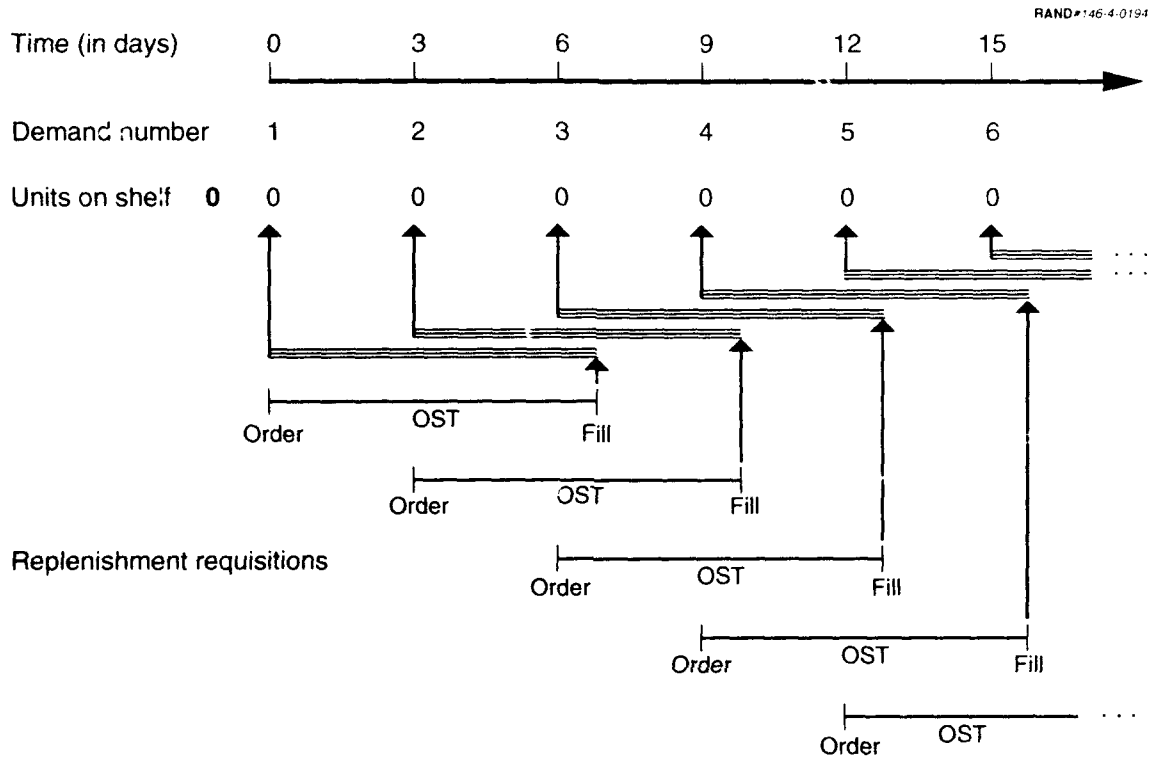 RAND#146-4-0194
Time (in days) 0 3 6 9 12 15
Demand number 1 2 3 4 5 6
Units on shelf 0 0 0 0 0 0 0
. . .
. . .
OST
Order Fill
OST
Order Fill
Replenishment requisitions
OST
Order Fill
OST
Order Fill
. . .
OST
Order